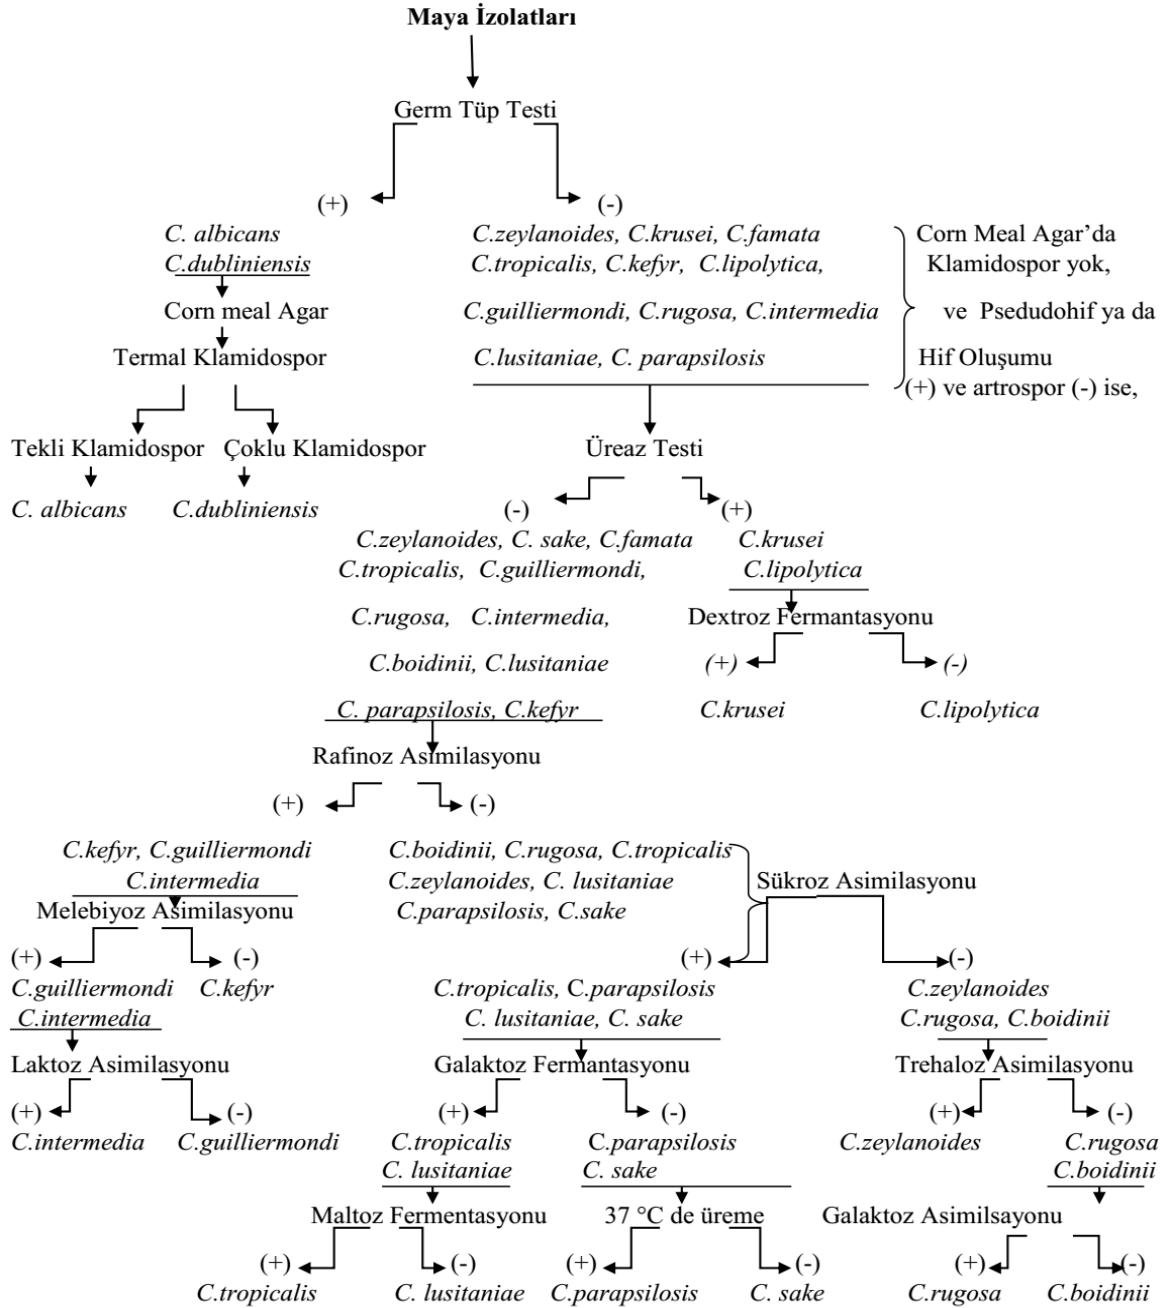 Maya İzolatları
Germ Tüp Testi
(+) (-)
C. albicans C.zeylanoides, C.krusei, C.famata Corn Meal Agar’da
C.dubliniensis C.tropicalis, C.kefyr, C.lipolytica, Klamidospor yok,
Corn meal Agar C.guilliermondi, C.rugosa, C.intermedia ve Psedudohif ya da
Termal Klamidospor C.lusitaniae, C. parapsilosis Hif Oluşumu
(+) ve artrospor (-) ise,
Tekli Klamidospor Çoklu Klamidospor Üreaz Testi
C. albicans C.dubliniensis (-) (+)
C.zeylanoides, C. sake, C.famata C.krusei
C.tropicalis, C.guilliermondi, C.lipolytica
C.rugosa, C.intermedia, Dextroz Fermantasyonu
C.boidinii, C.lusitaniae (+) (-)
C. parapsilosis, C.kefyr C.krusei C.lipolytica
Rafinoz Asimilasyonu
(+) (-)
C.kefyr, C.guilliermondi C.boidinii, C.rugosa, C.tropicalis
C.intermedia C.zeylanoides, C. lusitaniae Sükroz Asimilasyonu
Melebiyoz Asimilasyonu C.parapsilosis, C.sake
(+) (-) (+) (-)
C.guilliermondi C.kefyr C.tropicalis, C.parapsilosis C.zeylanoides
C.intermedia C. lusitaniae, C. sake C.rugosa, C.boidinii
Laktoz Asimilasyonu Galaktoz Fermantasyonu Trehaloz Asimilasyonu
(+) (-) (+) (-) (+) (-)
C.intermedia C.guilliermondi C.tropicalis C.parapsilosis C.zeylanoides C.rugosa
C. lusitaniae C. sake C.boidinii
Maltoz Fermentasyonu 37 °C de üreme Galaktoz Asimilsayonu
(+) (-) (+) (-) (+) (-)
C.tropicalis C. lusitaniae C.parapsilosis C. sake C.rugosa C.boidinii